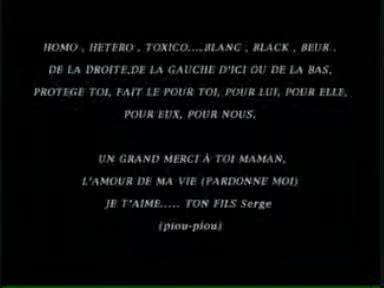 HOMO , HETERO , TOXICO....BLANC , BLACK , BEUR .
DE LA DROITE,DE LA GAUCHE D'ICI OU DE LA BAS,
PROTEGE TOI, FAIT LE POUR TOI, POUR LUI, POUR ELLE,
POUR EUX, POUR NOUS.
UN GRAND MERCI À TOI MAMAN,
L'AMOUR DE MA VIE (PARDONNE MOI)
JE T'AIME..... TON FILS Serge
(piou-piou)